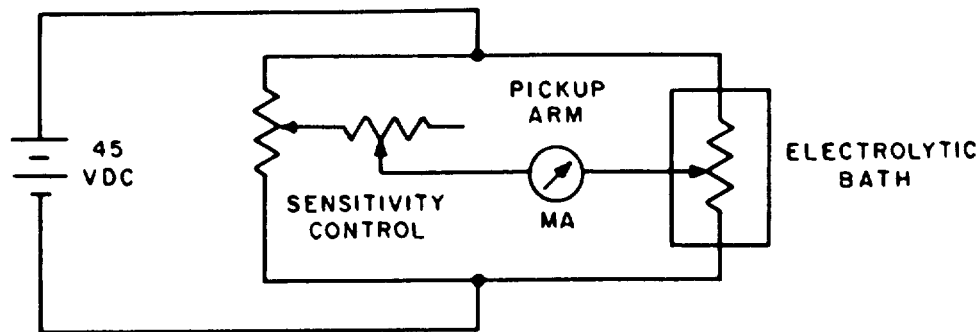 45
VDC
PICKUP
ARM
SENSITIVITY
CONTROL
MA
ELECTROLYTIC
BATH